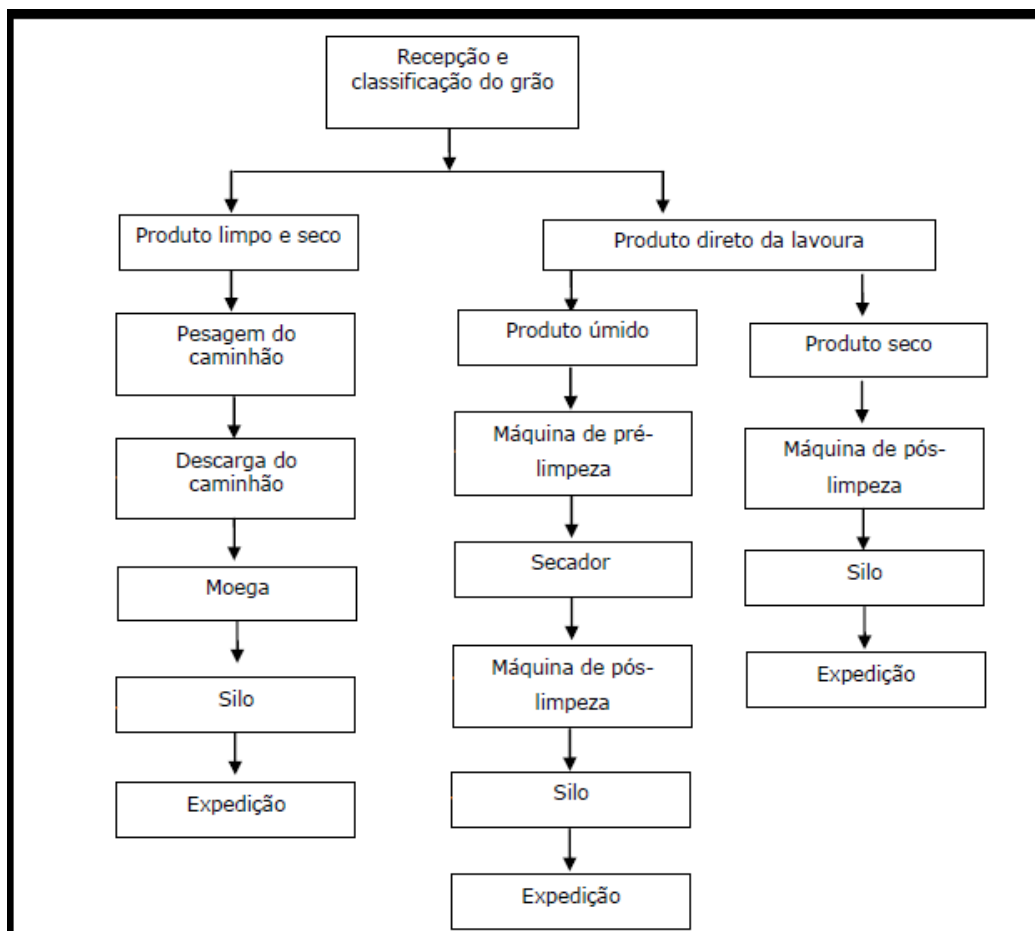 Recepção e
classificação do grão
Produto limpo e seco
Produto direto da lavoura
Pesagem do
caminhão
Descarga do
caminhão
Moega
Silo
Expedição
Produto úmido
Máquina de pré-
limpeza
Secador
Máquina de pós-
limpeza
Silo
Expedição
Produto seco
Máquina de pós-
limpeza
Silo
Expedição